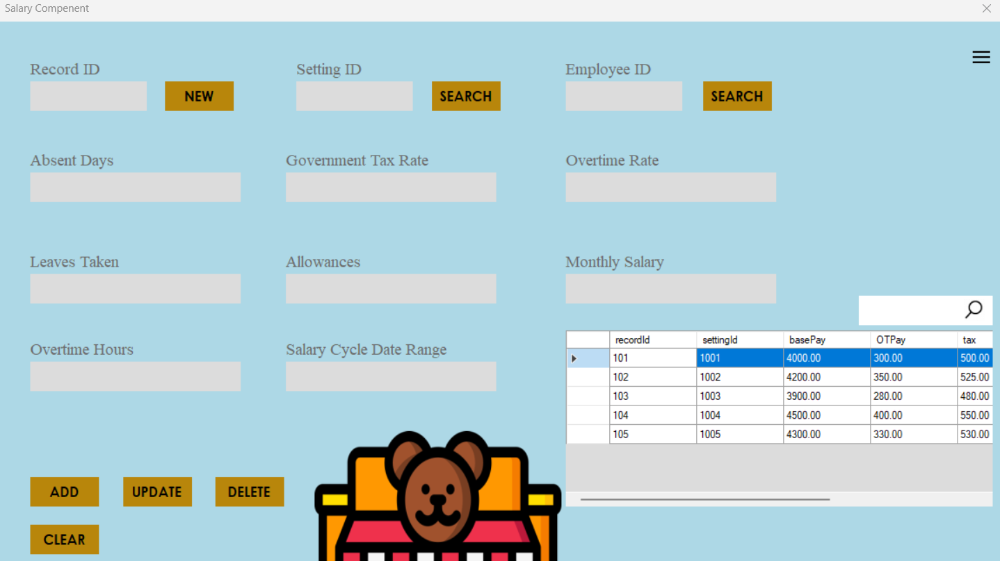 Salary Compenent
Record ID
Setting ID
Employee ID
NEW
SEARCH
SEARCH
Absent Days
Government Tax Rate
Overtime Rate
Leaves Taken
Allowances
Monthly Salary
Overtime Hours
Salary Cycle Date Range
recordId settingId basePay OTPay tax
101 1001 4000.00 300.00 500.00
102 1002 4200.00 350.00 525.00
103 1003 3900.00 280.00 480.00
104 1004 4500.00 400.00 550.00
105 1005 4300.00 330.00 530.00
ADD
UPDATE
DELETE
CLEAR